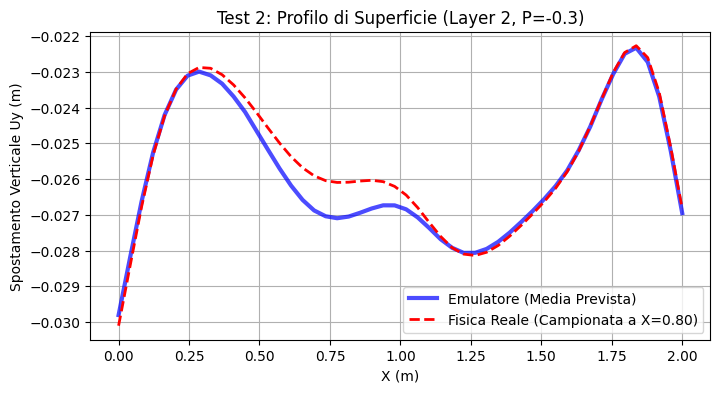 Test 2: Profilo di Superficie (Layer 2, P=-0.3)
Spostamento Verticale Uy (m)
−0.022
−0.023
−0.024
−0.025
−0.026
−0.027
−0.028
−0.029
−0.030
Emulatore (Media Prevista)
Fisica Reale (Campionata a X=0.80)
0.00 0.25 0.50 0.75 1.00 1.25 1.50 1.75 2.00
X (m)